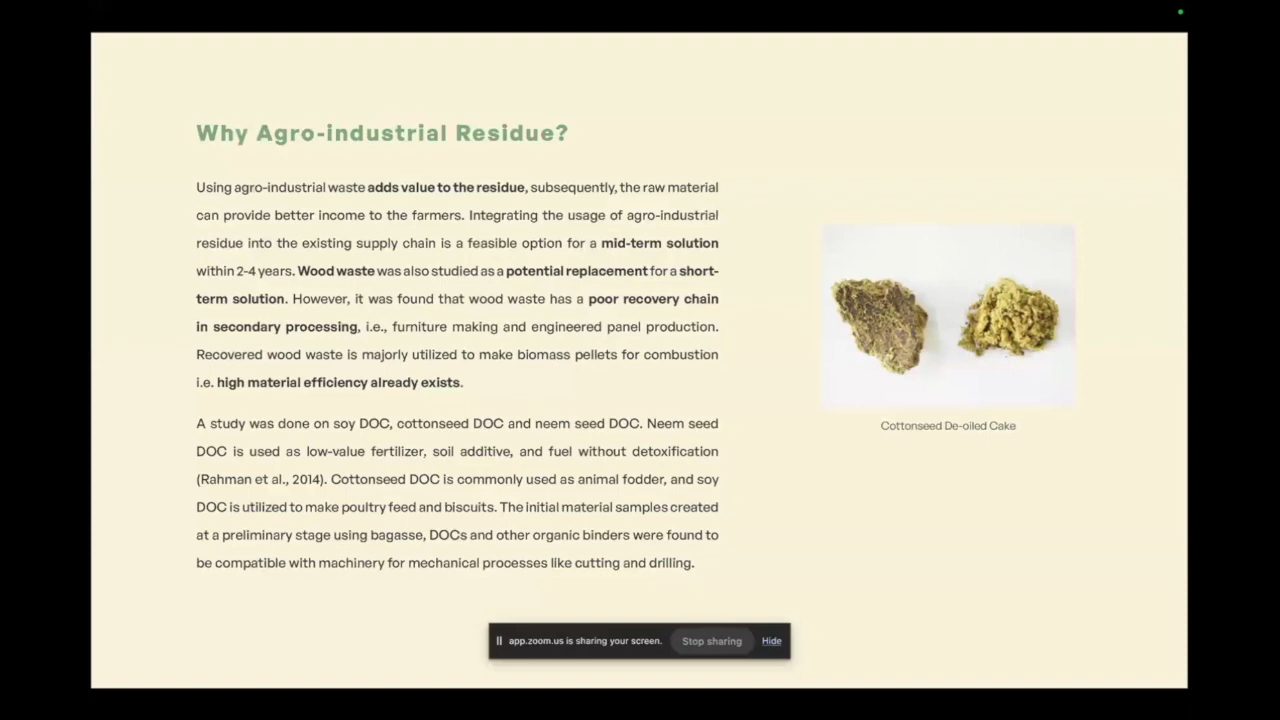 Why Agro-industrial Residue?
Using agro-industrial waste adds value to the residue, subsequently, the raw material
can provide better income to the farmers. Integrating the usage of agro-industrial
residue into the existing supply chain is a feasible option for a mid-term solution
within 2-4 years. Wood waste was also studied as a potential replacement for a short-
term solution. However, it was found that wood waste has a poor recovery chain
in secondary processing, i.e., furniture making and engineered panel production.
Recovered wood waste is majorly utilized to make biomass pellets for combustion
i.e. high material efficiency already exists.
A study was done on soy DOC, cottonseed DOC and neem seed DOC. Neem seed
DOC is used as low-value fertilizer, soil additive, and fuel without detoxification
(Rahman et al., 2014). Cottonseed DOC is commonly used as animal fodder, and soy
DOC is utilized to make poultry feed and biscuits. The initial material samples created
at a preliminary stage using bagasse, DOCs and other organic binders were found to
be compatible with machinery for mechanical processes like cutting and drilling.
Cottonseed De-oiled Cake
app.zoom.us is sharing your screen. Stop sharing Hide